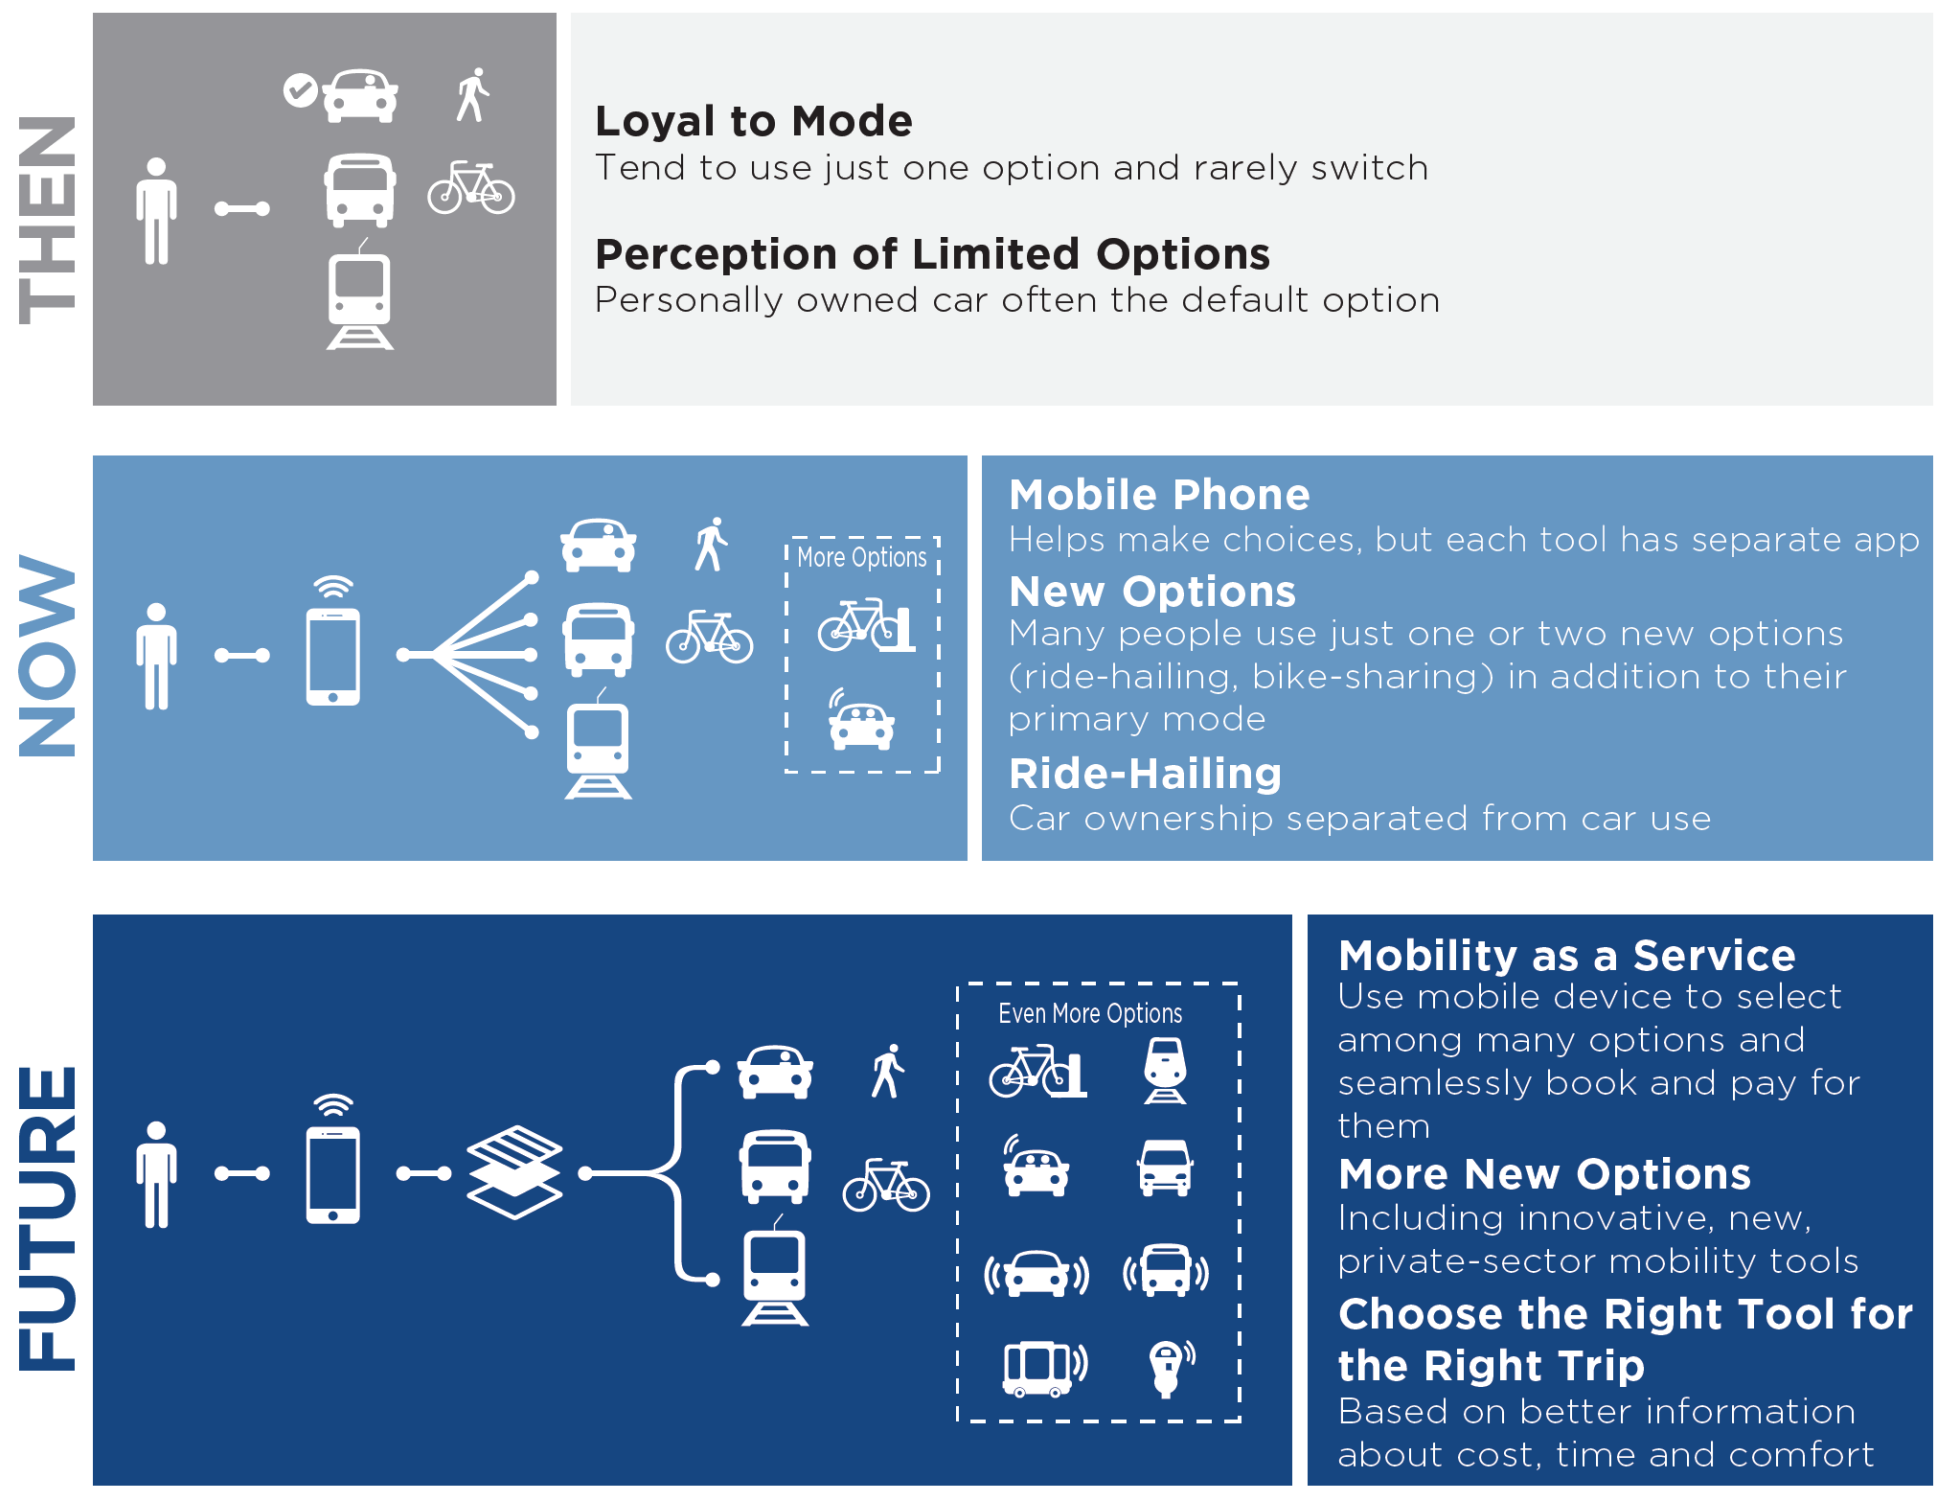 THEN
Loyal to Mode
Tend to use just one option and rarely switch
Perception of Limited Options
Personally owned car often the default option
NOW
More Options
Mobile Phone
Helps make choices, but each tool has separate app
New Options
Many people use just one or two new options
(ride-hailing, bike-sharing) in addition to their
primary mode
Ride-Hailing
Car ownership separated from car use
FUTURE
Even More Options
Mobility as a Service
Use mobile device to select
among many options and
seamlessly book and pay for
them
More New Options
Including innovative, new,
private-sector mobility tools
Choose the Right Tool for
the Right Trip
Based on better information
about cost, time and comfort